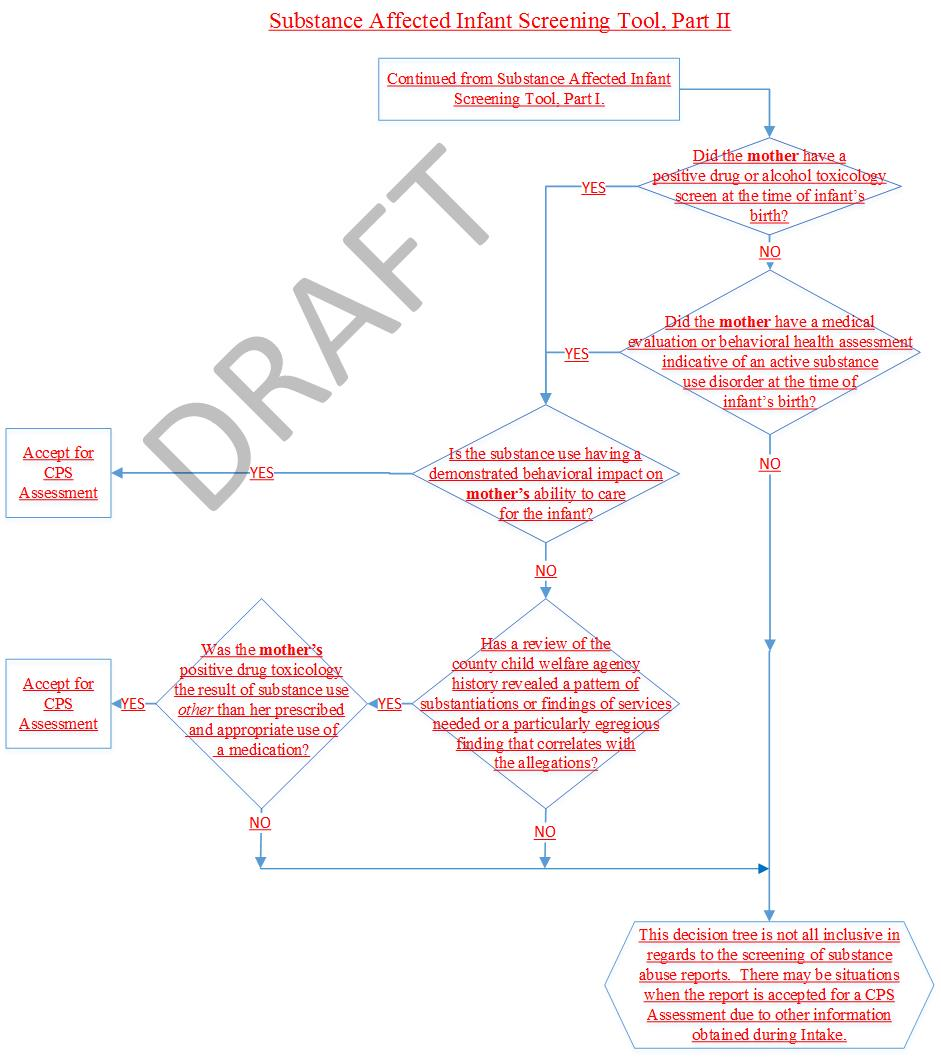 Substance Affected Infant Screening Tool, Part II
Continued from Substance Affected Infant
Screening Tool, Part I.
Did the mother have a
positive drug or alcohol toxicology
screen at the time of infant's
birth?
YES
NO
Did the mother have a medical
evaluation or behavioral health assessment
indicative of an active substance
use disorder at the time of
infant's birth?
YES
NO
DRAFT
Is the substance use having a
demonstrated behavioral impact on
mother's ability to care
for the infant?
YES
Accept for
CPS
Assessment
NO
Has a review of the
county child welfare agency
history revealed a pattern of
substantiations or findings of services
needed or a particularly egregious
finding that correlates with
the allegations?
YES
NO
Was the mother's
positive drug toxicology
the result of substance use
other than her prescribed
and appropriate use of
a medication?
YES
Accept for
CPS
Assessment
NO
This decision tree is not all inclusive in
regards to the screening of substance
abuse reports.  There may be situations
when the report is accepted for a CPS
Assessment due to other information
obtained during Intake.